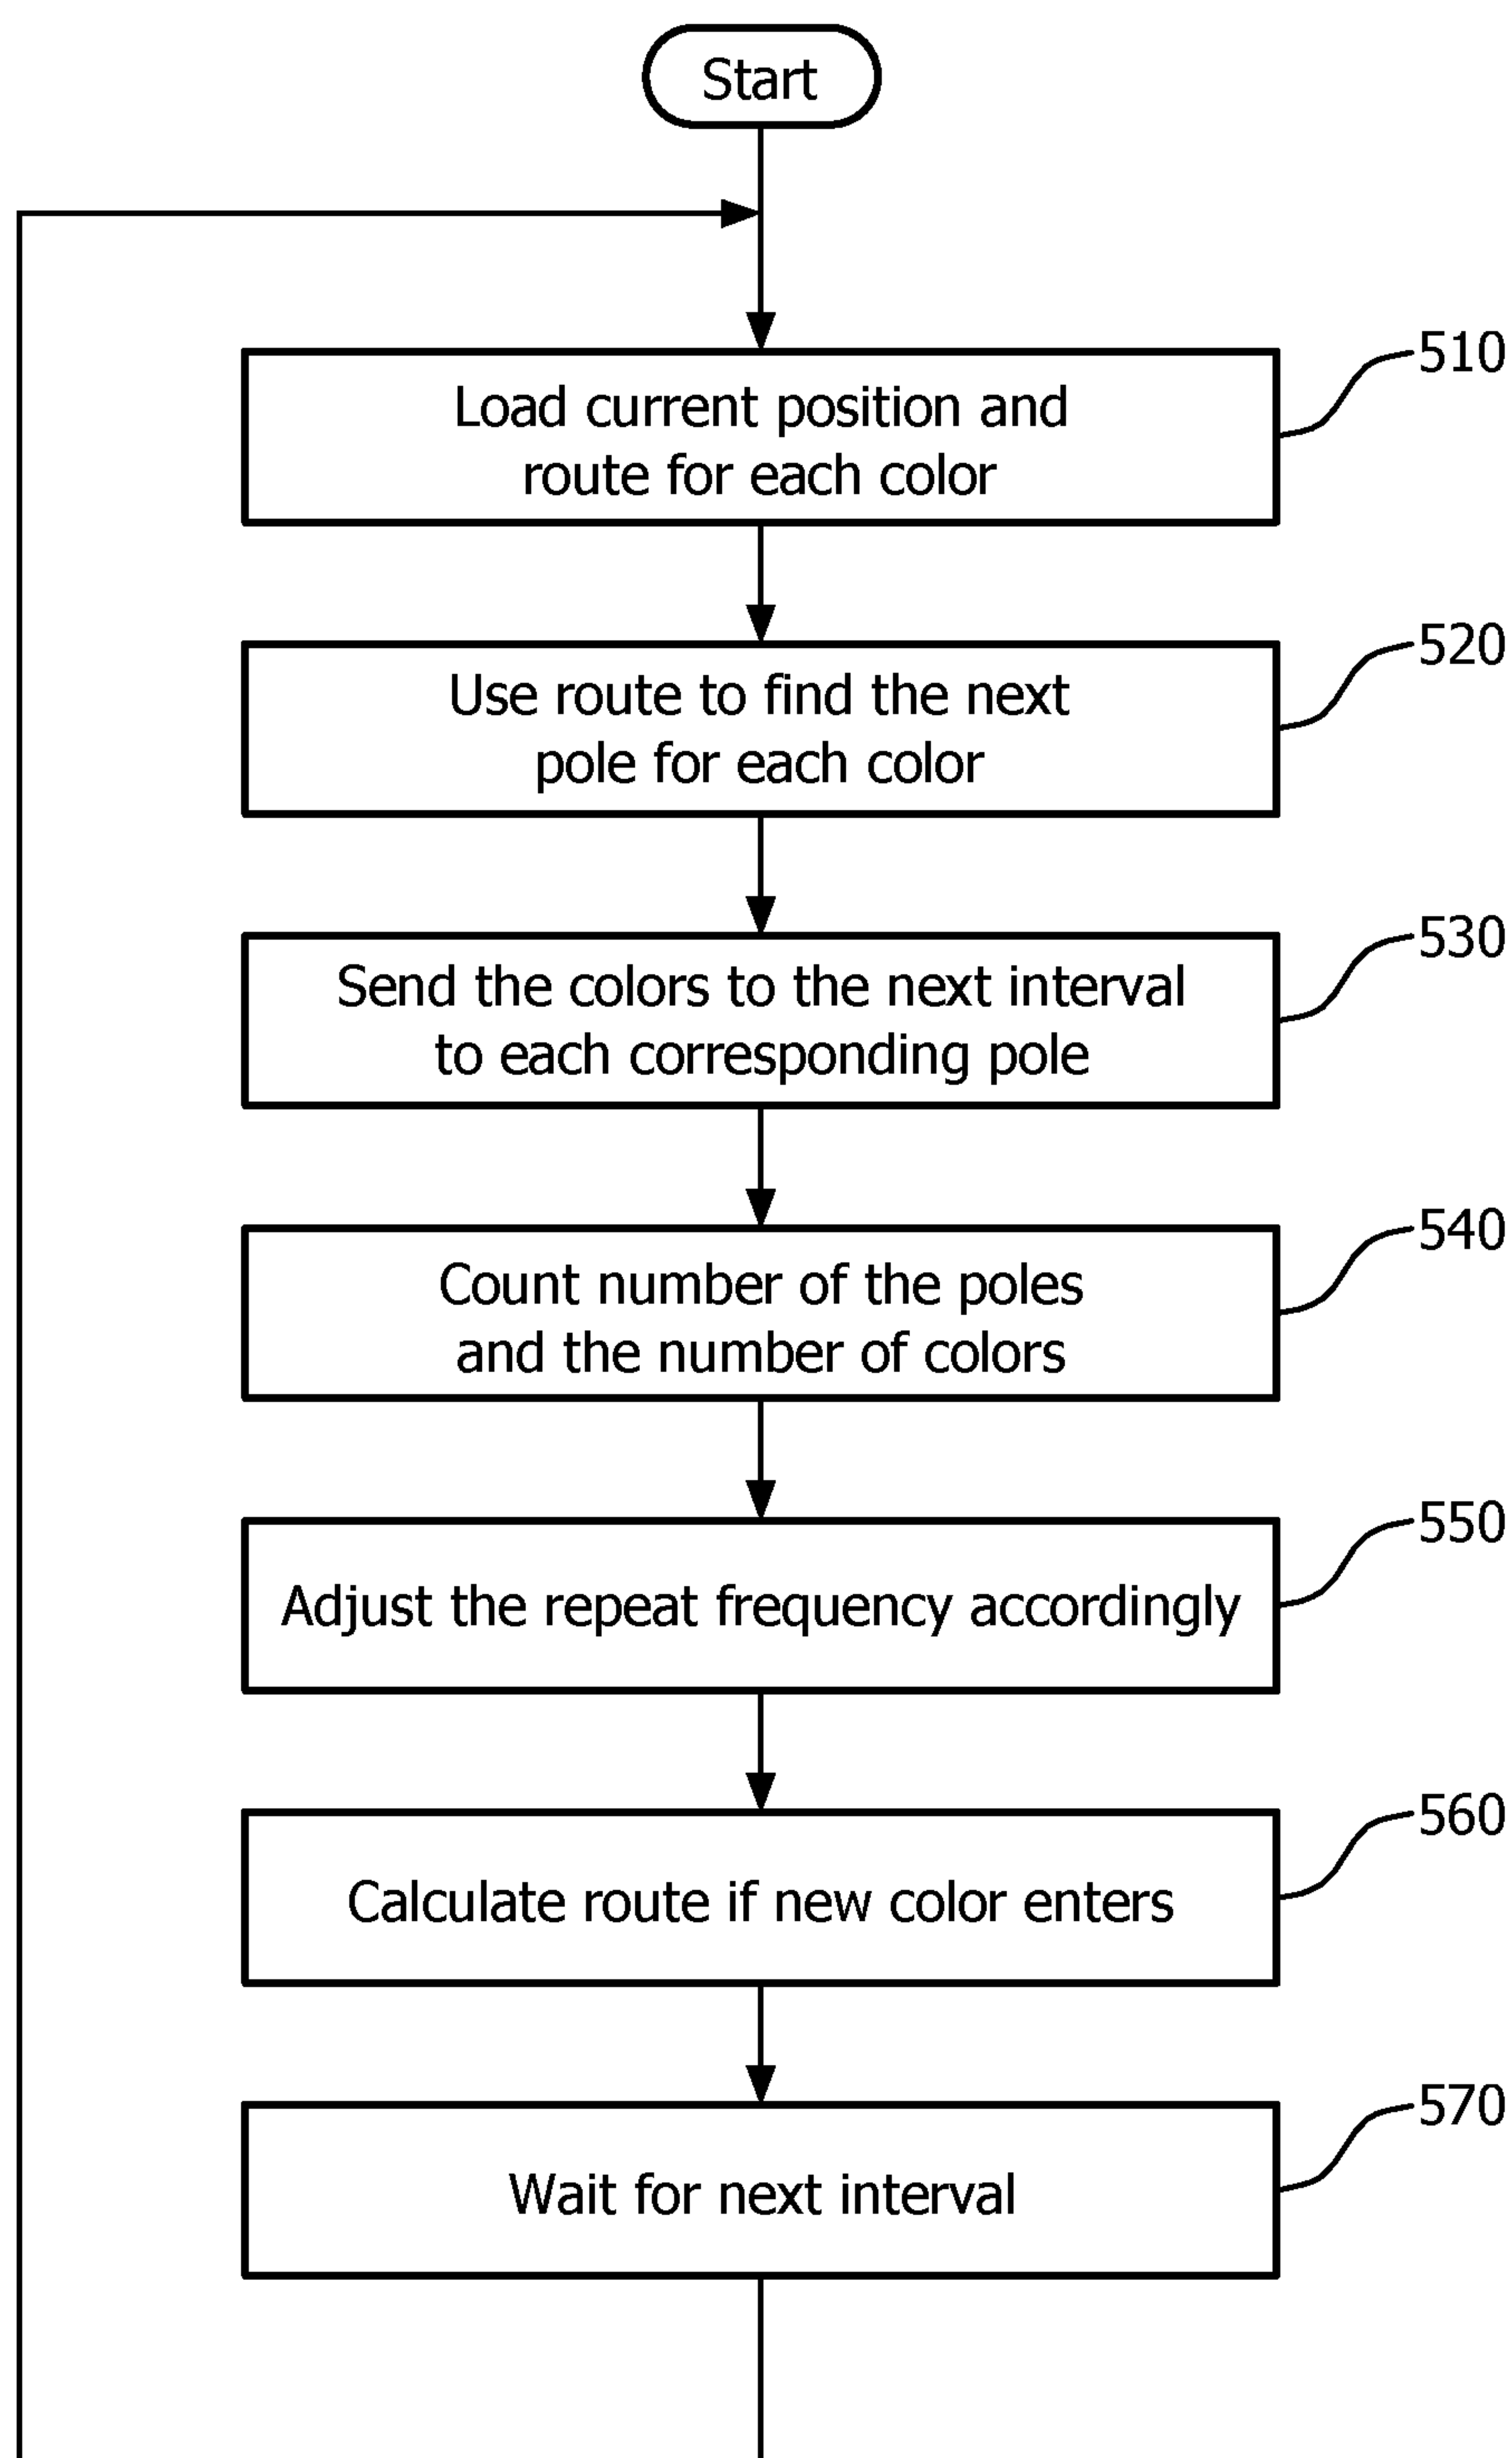 Start
510
Load current position and
route for each color
520
Use route to find the next
pole for each color
530
Send the colors to the next interval
to each corresponding pole
540
Count number of the poles
and the number of colors
550
Adjust the repeat frequency accordingly
560
Calculate route if new color enters
570
Wait for next interval